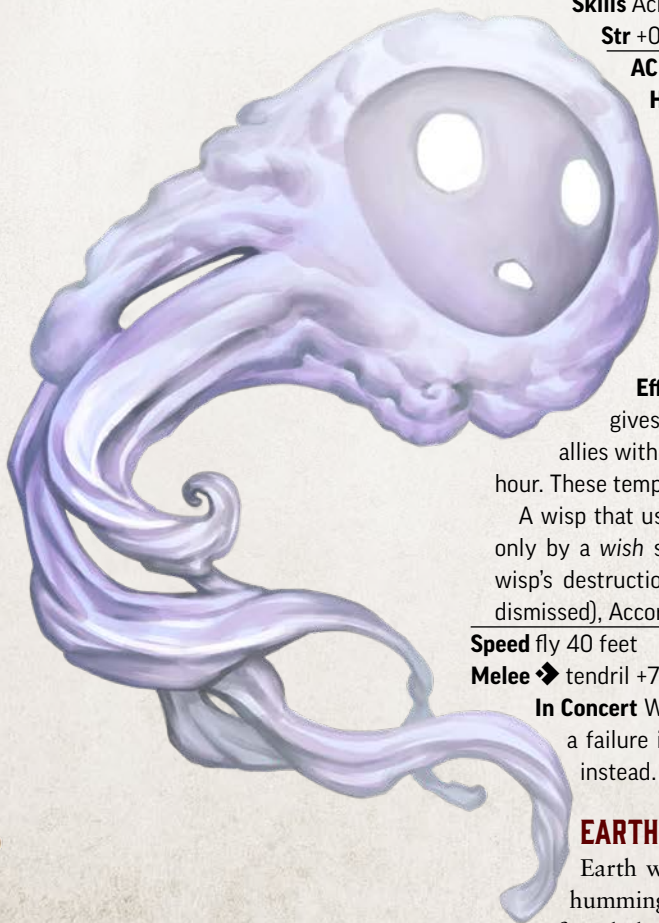 Skills
Str +0
AC
Eff
gives
allies with
hour. These temp
A wisp that us
only by a wish s
wisp's destructio
dismissed), Accor
Speed fly 40 feet
Melee tendril +7
In Concert W
a failure i
instead.
EARTH
Earth w
humming